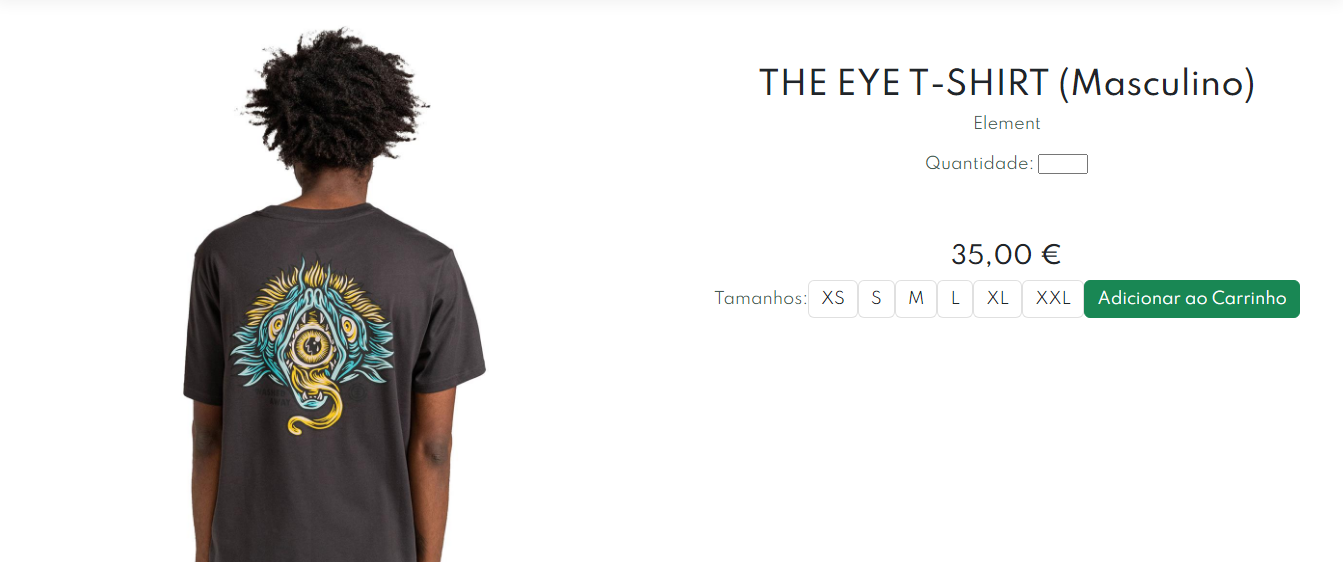 THE EYE T-SHIRT (Masculino)
Element
Quantidade:
35,00 €
Tamanhos: XS S M L XL XXL Adicionar ao Carrinho